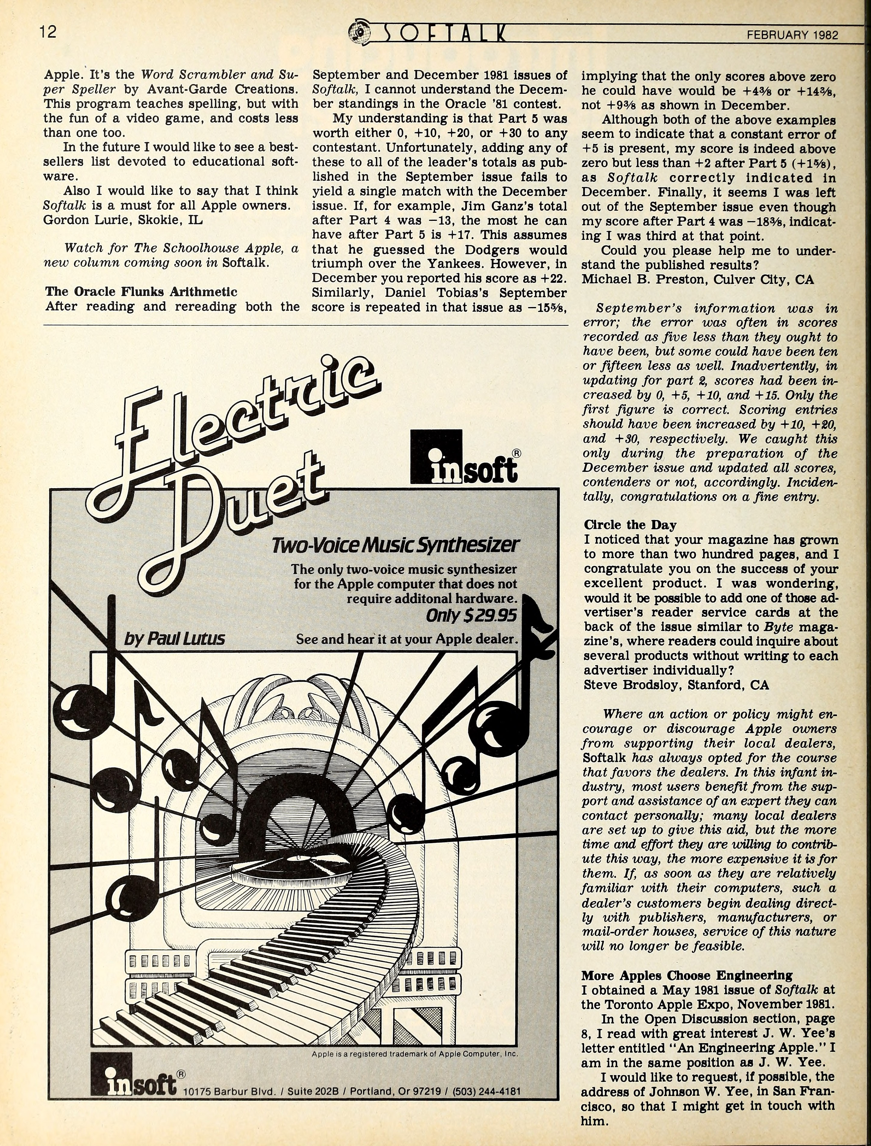 12
SOFTALK
FEBRUARY 1982
Apple. It's the Word Scrambler and Su-
per Speller by Avant-Garde Creations.
This program teaches spelling, but with
the fun of a video game, and costs less
than one too.
In the future I would like to see a best-
sellers list devoted to educational soft-
ware.
Also I would like to say that I think
Softalk is a must for all Apple owners.
Gordon Lurie, Skokie, IL
Watch for The Schoolhouse Apple, a
new column coming soon in Softalk.
The Oracle Flunks Arithmetic
After reading and rereading both the
September and December 1981 issues of
Softalk, I cannot understand the Decem-
ber standings in the Oracle '81 contest.
My understanding is that Part 5 was
worth either 0, +10, +20, or +30 to any
contestant. Unfortunately, adding any of
these to all of the leader's totals as pub-
lished in the September issue fails to
yield a single match with the December
issue. If, for example, Jim Ganz's total
after Part 4 was −13, the most he can
have after Part 5 is +17. This assumes
that he guessed the Dodgers would
triumph over the Yankees. However, in
December you reported his score as +22.
Similarly, Daniel Tobias's September
score is repeated in that issue as −15⅝,
implying that the only scores above zero
he could have would be +4⅜ or +14⅜,
not +9⅜ as shown in December.
Although both of the above examples
seem to indicate that a constant error of
+5 is present, my score is indeed above
zero but less than +2 after Part 5 (+1⅝),
as Softalk correctly indicated in
December. Finally, it seems I was left
out of the September issue even though
my score after Part 4 was −18⅜, indicat-
ing I was third at that point.
Could you please help me to under-
stand the published results?
Michael B. Preston, Culver City, CA
September's information was in
error; the error was often in scores
recorded as five less than they ought to
have been, but some could have been ten
or fifteen less as well. Inadvertently, in
updating for part 2, scores had been in-
creased by 0, +5, +10, and +15. Only the
first figure is correct. Scoring entries
should have been increased by +10, +20,
and +30, respectively. We caught this
only during the preparation of the
December issue and updated all scores,
contenders or not, accordingly. Inciden-
tally, congratulations on a fine entry.
Circle the Day
I noticed that your magazine has grown
to more than two hundred pages, and I
congratulate you on the success of your
excellent product. I was wondering,
would it be possible to add one of those ad-
vertiser's reader service cards at the
back of the issue similar to Byte maga-
zine's, where readers could inquire about
several products without writing to each
advertiser individually?
Steve Brodsloy, Stanford, CA
Where an action or policy might en-
courage or discourage Apple owners
from supporting their local dealers,
Softalk has always opted for the course
that favors the dealers. In this infant in-
dustry, most users benefit from the sup-
port and assistance of an expert they can
contact personally; many local dealers
are set up to give this aid, but the more
time and effort they are willing to contrib-
ute this way, the more expensive it is for
them. If, as soon as they are relatively
familiar with their computers, such a
dealer's customers begin dealing direct-
ly with publishers, manufacturers, or
mail-order houses, service of this nature
will no longer be feasible.
More Apples Choose Engineering
I obtained a May 1981 issue of Softalk at
the Toronto Apple Expo, November 1981.
In the Open Discussion section, page
8, I read with great interest J. W. Yee's
letter entitled "An Engineering Apple." I
am in the same position as J. W. Yee.
I would like to request, if possible, the
address of Johnson W. Yee, in San Fran-
cisco, so that I might get in touch with
him.
Electric
Duet
insoft®
Two-Voice Music Synthesizer
The only two-voice music synthesizer
for the Apple computer that does not
require additonal hardware.
Only $29.95
by Paul Lutus
See and hear it at your Apple dealer.
Apple is a registered trademark of Apple Computer, Inc.
insoft® 10175 Barbur Blvd. / Suite 202B / Portland, Or 97219 / (503) 244-4181